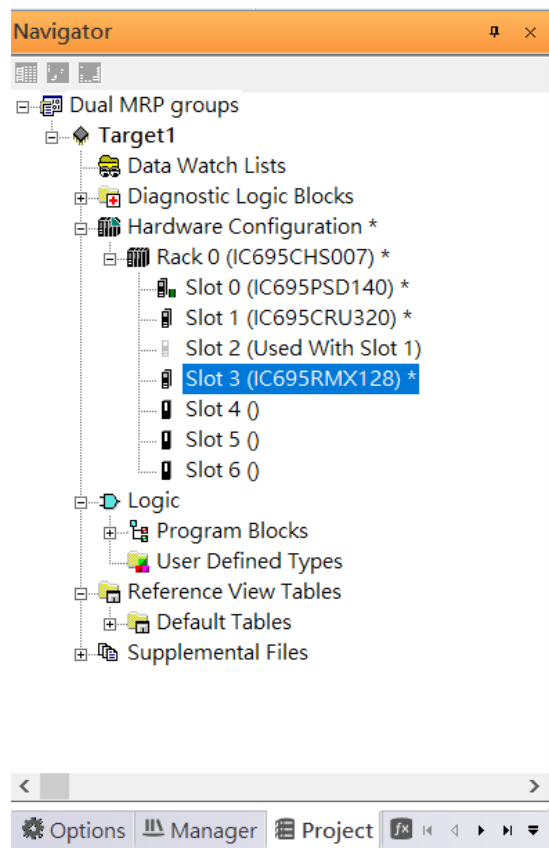 Navigator
Dual MRP groups
Target1
Data Watch Lists
Diagnostic Logic Blocks
Hardware Configuration *
Rack 0 (IC695CHS007) *
Slot 0 (IC695PSD140) *
Slot 1 (IC695CRU320) *
Slot 2 (Used With Slot 1)
Slot 3 (IC695RMX128) *
Slot 4 ()
Slot 5 ()
Slot 6 ()
Logic
Program Blocks
User Defined Types
Reference View Tables
Default Tables
Supplemental Files
Options Manager Project fx